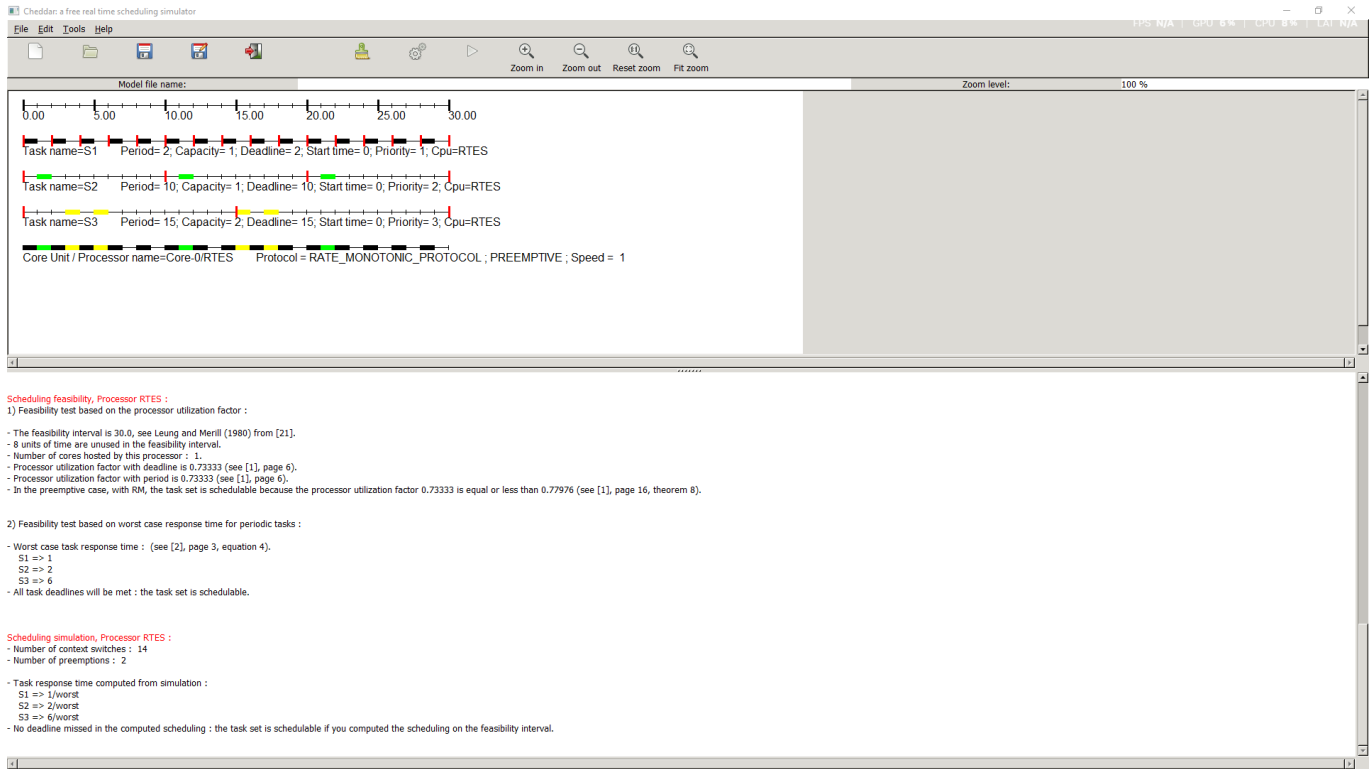 Cheddar: a free real time scheduling simulator
FPS N/A | GPU 6% | CPU 8% | LAT N/A
File Edit Tools Help
Zoom in Zoom out Reset zoom Fit zoom
Model file name: Zoom level: 100 %
0.00 5.00 10.00 15.00 20.00 25.00 30.00
Task name=S1 Period= 2; Capacity= 1; Deadline= 2; Start time= 0; Priority= 1; Cpu=RTES
Task name=S2 Period= 10; Capacity= 1; Deadline= 10; Start time= 0; Priority= 2; Cpu=RTES
Task name=S3 Period= 15; Capacity= 2; Deadline= 15; Start time= 0; Priority= 3; Cpu=RTES
Core Unit / Processor name=Core-0/RTES Protocol = RATE_MONOTONIC_PROTOCOL ; PREEMPTIVE ; Speed = 1
Scheduling feasibility, Processor RTES :
1) Feasibility test based on the processor utilization factor :
- The feasibility interval is 30.0, see Leung and Merill (1980) from [21].
- 8 units of time are unused in the feasibility interval.
- Number of cores hosted by this processor : 1.
- Processor utilization factor with deadline is 0.73333 (see [1], page 6).
- Processor utilization factor with period is 0.73333 (see [1], page 6).
- In the preemptive case, with RM, the task set is schedulable because the processor utilization factor 0.73333 is equal or less than 0.77976 (see [1], page 16, theorem 8).
2) Feasibility test based on worst case response time for periodic tasks :
- Worst case task response time : (see [2], page 3, equation 4).
S1 => 1
S2 => 2
S3 => 6
- All task deadlines will be met : the task set is schedulable.
Scheduling simulation, Processor RTES :
- Number of context switches : 14
- Number of preemptions : 2
- Task response time computed from simulation :
S1 => 1/worst
S2 => 2/worst
S3 => 6/worst
- No deadline missed in the computed scheduling : the task set is schedulable if you computed the scheduling on the feasibility interval.